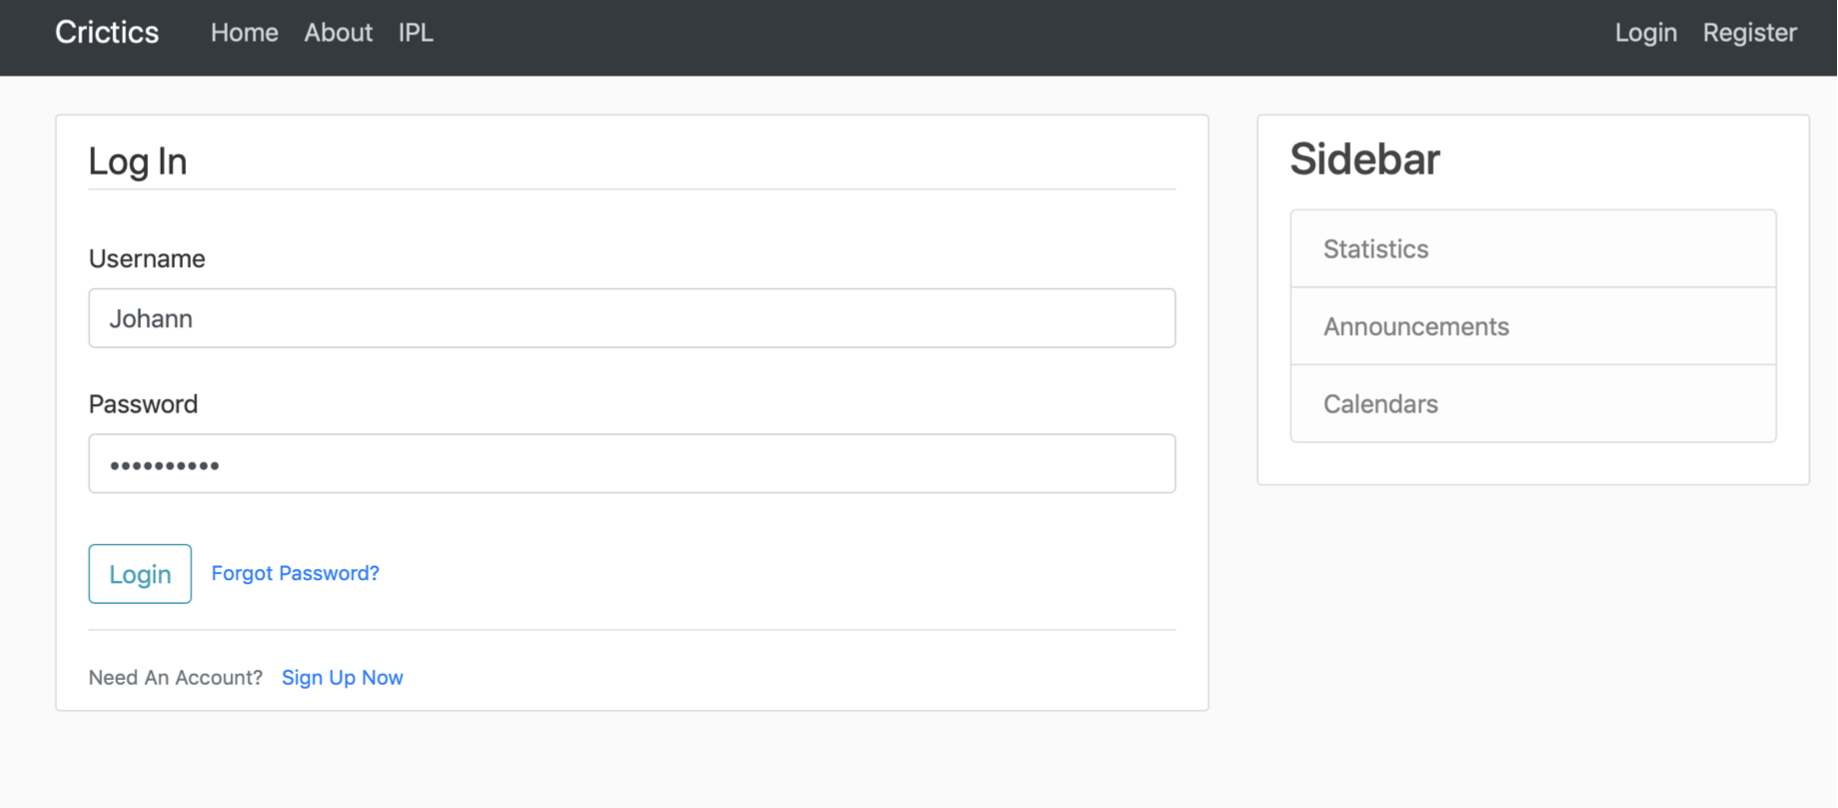 Crictics Home About IPL Login Register
Log In
Username
Johann
Password
••••••••••
Login Forgot Password?
Need An Account? Sign Up Now
Sidebar
Statistics
Announcements
Calendars